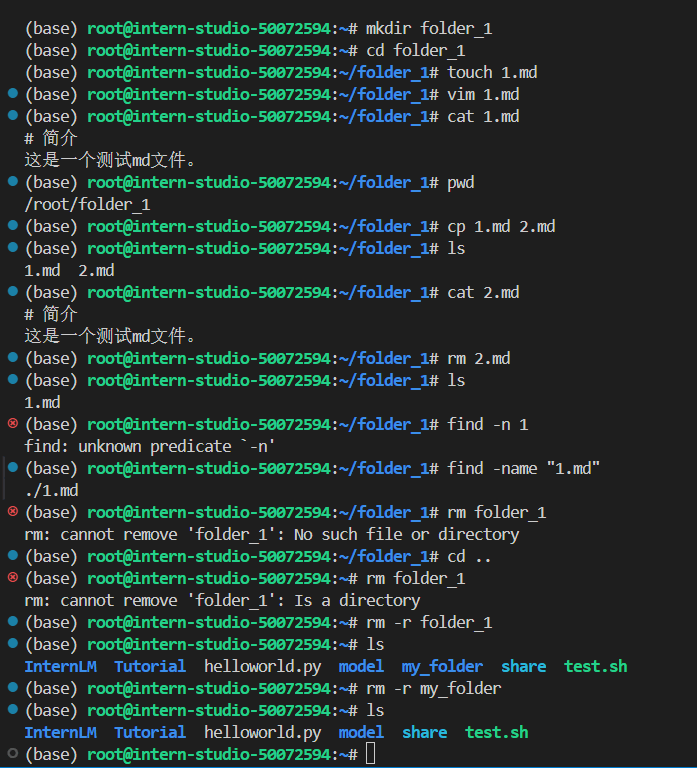 (base) root@intern-studio-50072594:~# mkdir folder_1
(base) root@intern-studio-50072594:~# cd folder_1
(base) root@intern-studio-50072594:~/folder_1# touch 1.md
(base) root@intern-studio-50072594:~/folder_1# vim 1.md
(base) root@intern-studio-50072594:~/folder_1# cat 1.md
# 简介
这是一个测试md文件。
(base) root@intern-studio-50072594:~/folder_1# pwd
/root/folder_1
(base) root@intern-studio-50072594:~/folder_1# cp 1.md 2.md
(base) root@intern-studio-50072594:~/folder_1# ls
1.md  2.md
(base) root@intern-studio-50072594:~/folder_1# cat 2.md
# 简介
这是一个测试md文件。
(base) root@intern-studio-50072594:~/folder_1# rm 2.md
(base) root@intern-studio-50072594:~/folder_1# ls
1.md
(base) root@intern-studio-50072594:~/folder_1# find -n 1
find: unknown predicate `-n'
(base) root@intern-studio-50072594:~/folder_1# find -name "1.md"
./1.md
(base) root@intern-studio-50072594:~/folder_1# rm folder_1
rm: cannot remove 'folder_1': No such file or directory
(base) root@intern-studio-50072594:~/folder_1# cd ..
(base) root@intern-studio-50072594:~# rm folder_1
rm: cannot remove 'folder_1': Is a directory
(base) root@intern-studio-50072594:~# rm -r folder_1
(base) root@intern-studio-50072594:~# ls
InternLM  Tutorial  helloworld.py  model  my_folder  share  test.sh
(base) root@intern-studio-50072594:~# rm -r my_folder
(base) root@intern-studio-50072594:~# ls
InternLM  Tutorial  helloworld.py  model  share  test.sh
(base) root@intern-studio-50072594:~#